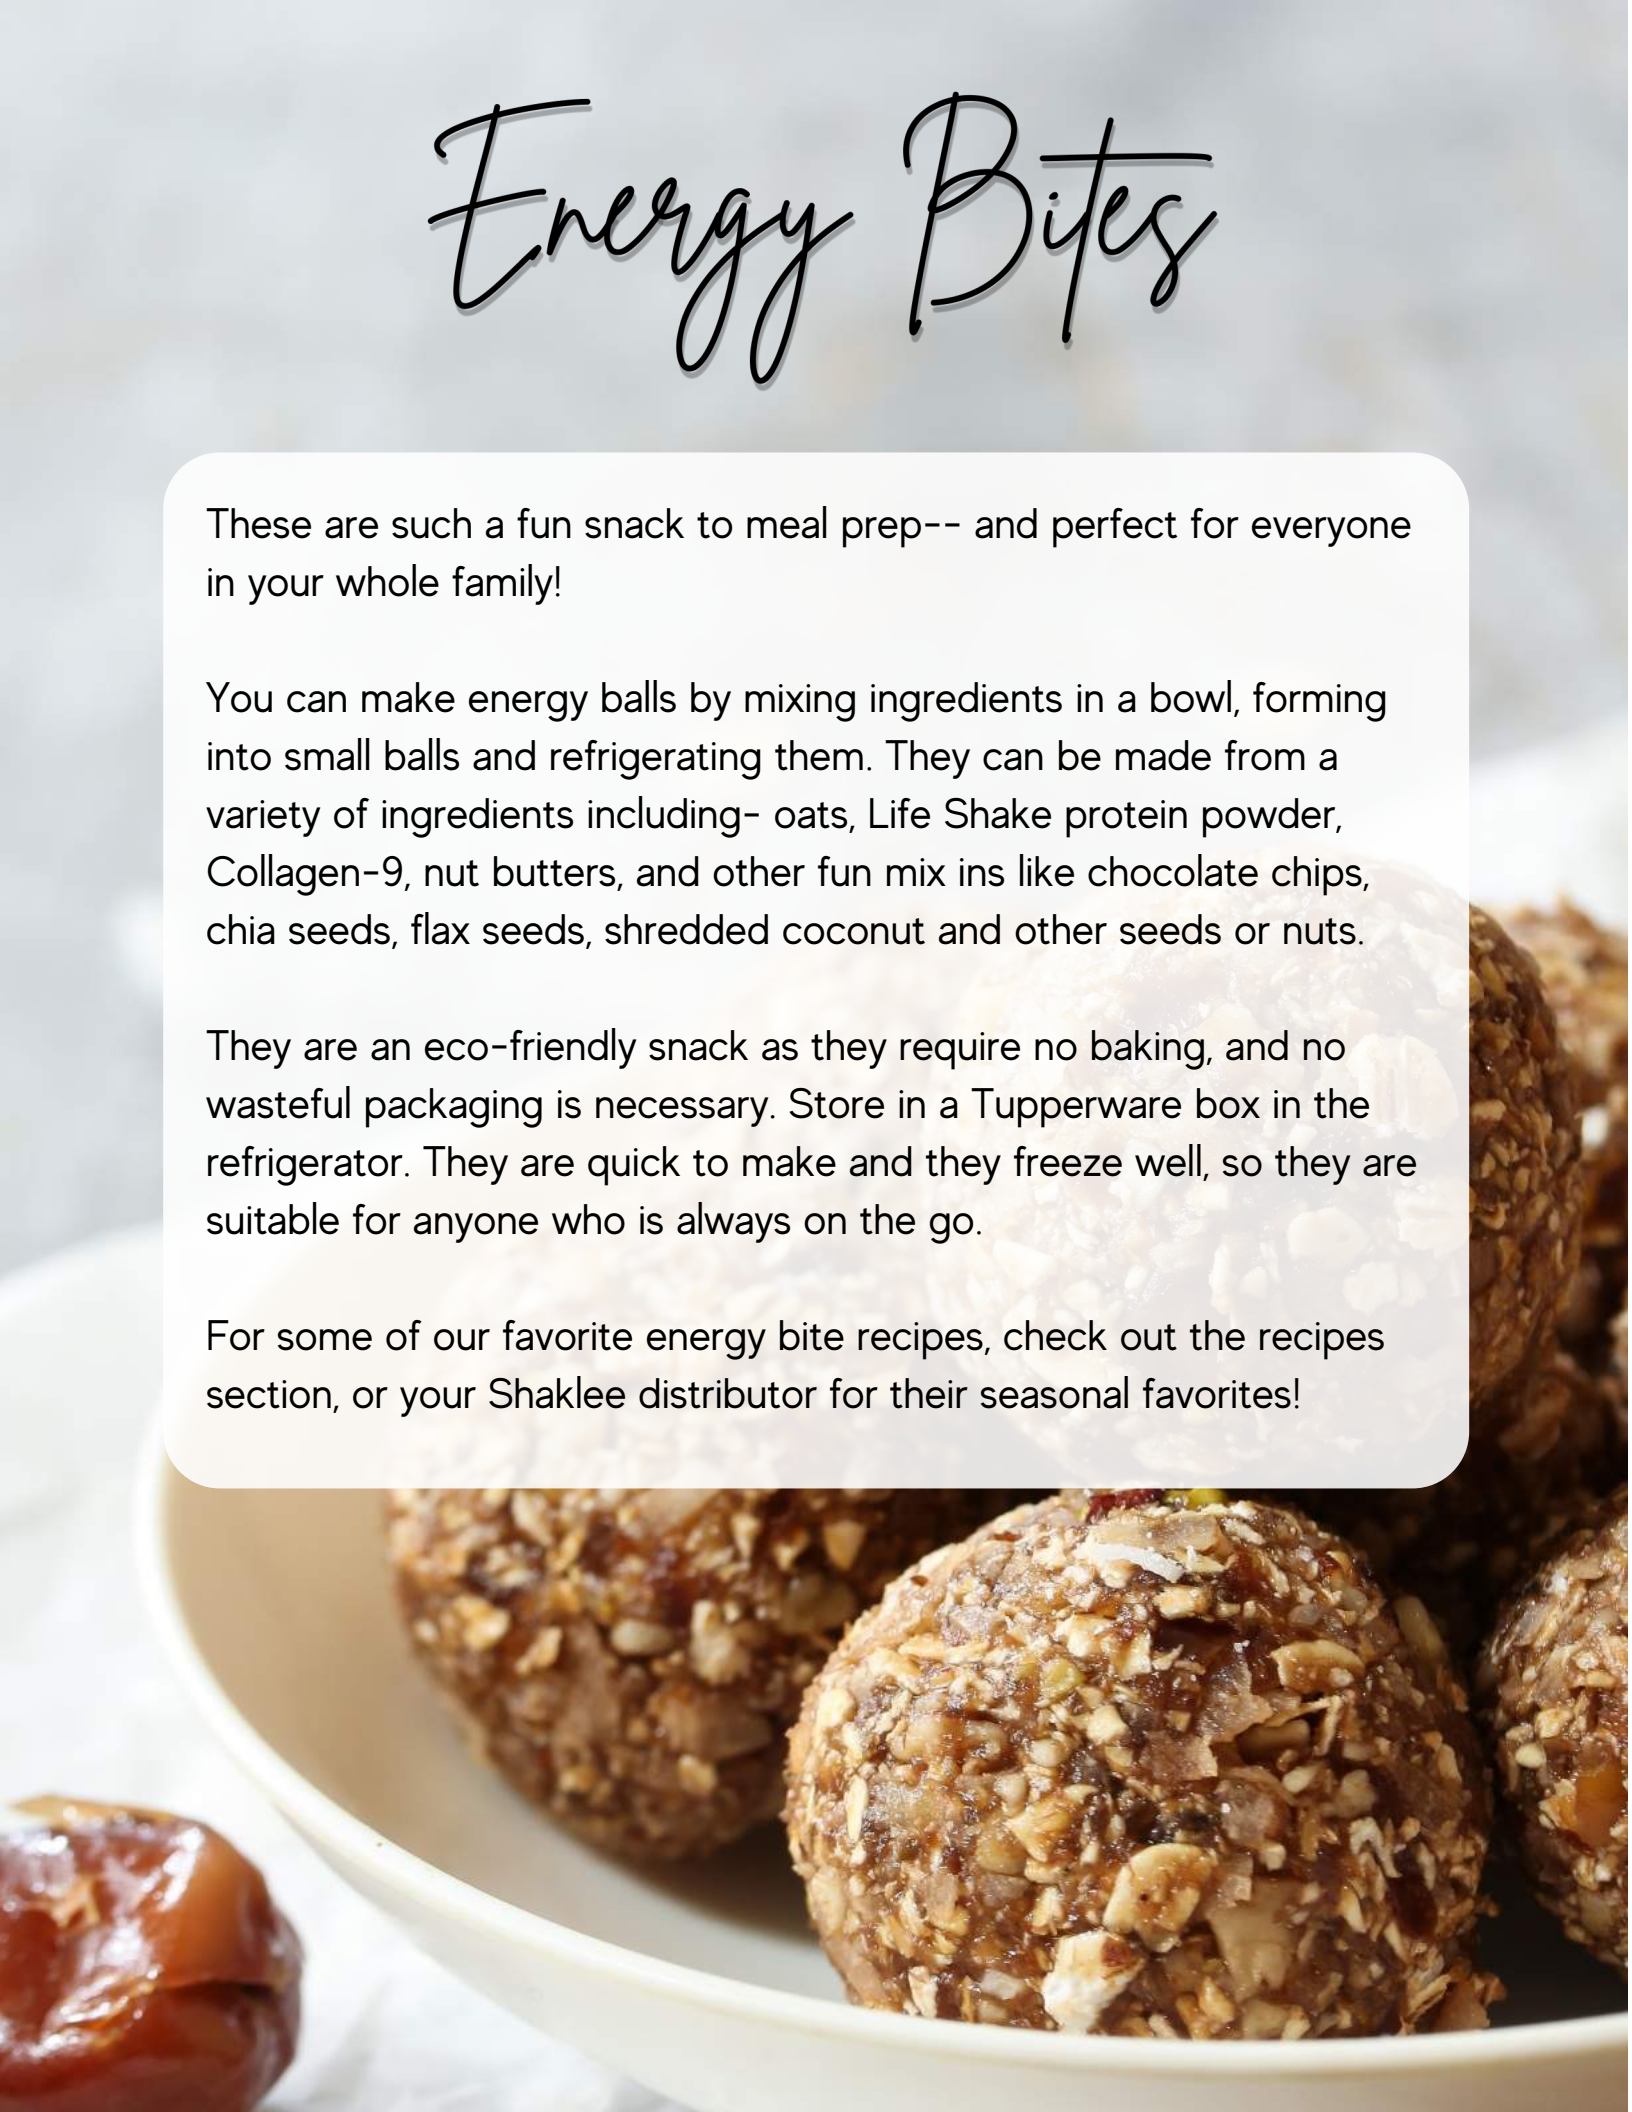 Energy Bites
These are such a fun snack to meal prep-- and perfect for everyone
in your whole family!
You can make energy balls by mixing ingredients in a bowl, forming
into small balls and refrigerating them. They can be made from a
variety of ingredients including- oats, Life Shake protein powder,
Collagen-9, nut butters, and other fun mix ins like chocolate chips,
chia seeds, flax seeds, shredded coconut and other seeds or nuts.
They are an eco-friendly snack as they require no baking, and no
wasteful packaging is necessary. Store in a Tupperware box in the
refrigerator. They are quick to make and they freeze well, so they are
suitable for anyone who is always on the go.
For some of our favorite energy bite recipes, check out the recipes
section, or your Shaklee distributor for their seasonal favorites!